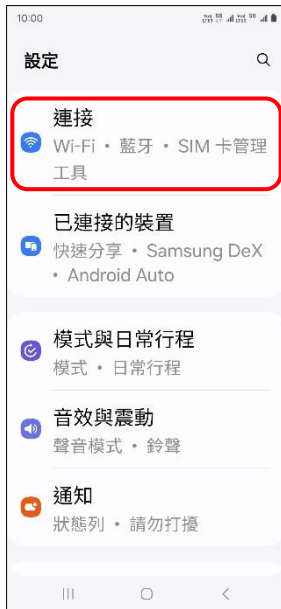 10:00
設定
連接
Wi-Fi • 藍牙 • SIM 卡管理
工具
已連接的裝置
快速分享 • Samsung DeX
• Android Auto
模式與日常行程
模式 • 日常行程
音效與震動
聲音模式 • 鈴聲
通知
狀態列 • 請勿打擾